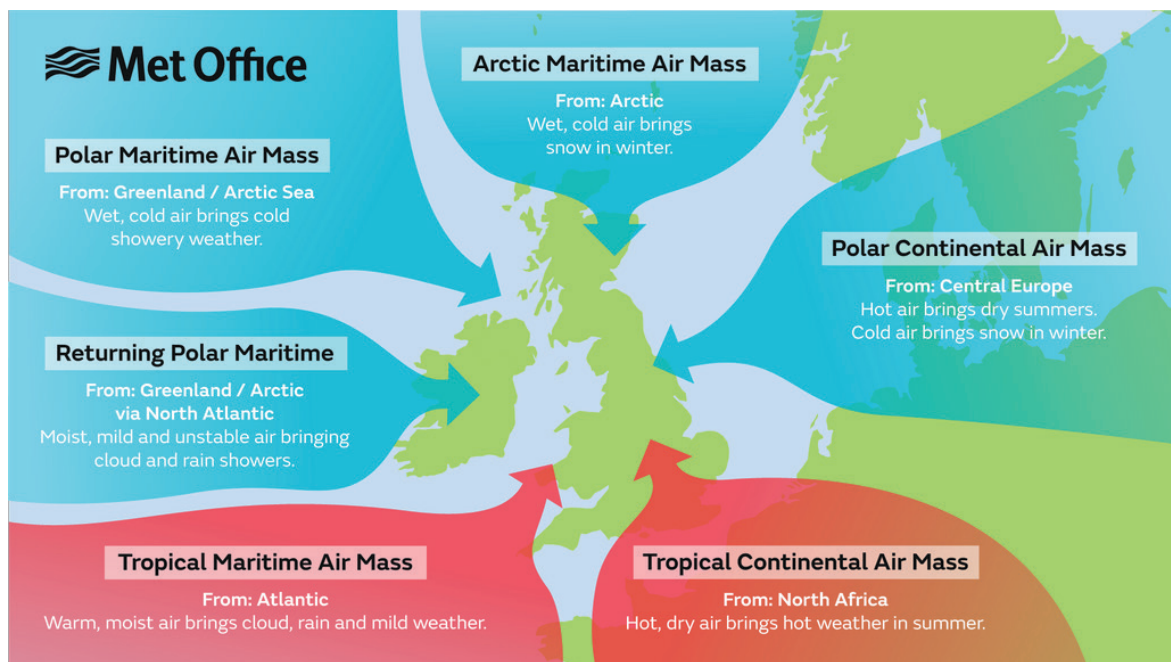 Met Office
Arctic Maritime Air Mass
From: Arctic
Wet, cold air brings
snow in winter.
Polar Maritime Air Mass
From: Greenland / Arctic Sea
Wet, cold air brings cold
showery weather.
Polar Continental Air Mass
From: Central Europe
Hot air brings dry summers.
Cold air brings snow in winter.
Returning Polar Maritime
From: Greenland / Arctic
via North Atlantic
Moist, mild and unstable air bringing
cloud and rain showers.
Tropical Maritime Air Mass
From: Atlantic
Warm, moist air brings cloud, rain and mild weather.
Tropical Continental Air Mass
From: North Africa
Hot, dry air brings hot weather in summer.